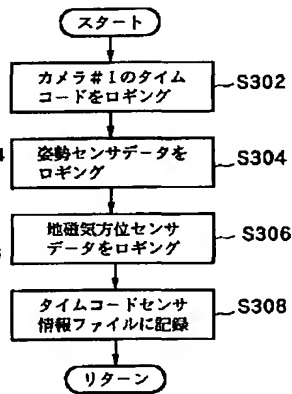 スタート
カメラ#Iのタイム
コードをロギング
S302
姿勢センサデータを
ロギング
S304
地磁気方位センサ
データをロギング
S306
タイムコードセンサ
情報ファイルに記録
S308
リターン